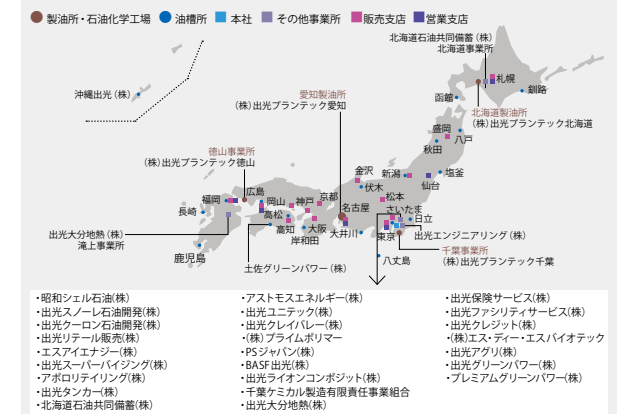 製油所・石油化学工場 油槽所 本社 その他事業所 販売支店 営業支店
北海道石油共同備蓄（株）
北海道事業所
沖縄出光（株）
愛知製油所
（株）出光プランテック愛知
札幌
函館
釧路
北海道製油所
（株）出光プランテック北海道
盛岡
八戸
秋田
徳山事業所
（株）出光プランテック徳山
金沢
新潟
塩釜
伏木
仙台
福岡
広島
岡山
神戸
京都
松本
名古屋
さいたま
長崎
高松
日立
高知
大阪
大井川
東京
出光エンジニアリング（株）
出光大分地熱（株）
滝上事業所
岸和田
千葉事業所
（株）出光プランテック千葉
鹿児島
土佐グリーンパワー（株）
八丈島
・昭和シェル石油(株)
・出光スノーレ石油開発(株)
・出光クーロン石油開発(株)
・出光リテール販売(株)
・エスアイエナジー(株)
・出光スーパーバイジング(株)
・アポロリテイリング(株)
・出光タンカー(株)
・北海道石油共同備蓄(株)
・アストモスエネルギー(株)
・出光ユニテック(株)
・出光クレイバレー(株)
・(株)プライムポリマー
・PSジャパン(株)
・BASF出光(株)
・出光ライオンコンポジット(株)
・千葉ケミカル製造有限責任事業組合
・出光大分地熱(株)
・出光保険サービス(株)
・出光ファシリティサービス(株)
・出光クレジット(株)
・(株)エス・ディー・エスバイオテック
・出光アグリ(株)
・出光グリーンパワー(株)
・プレミアムグリーンパワー(株)